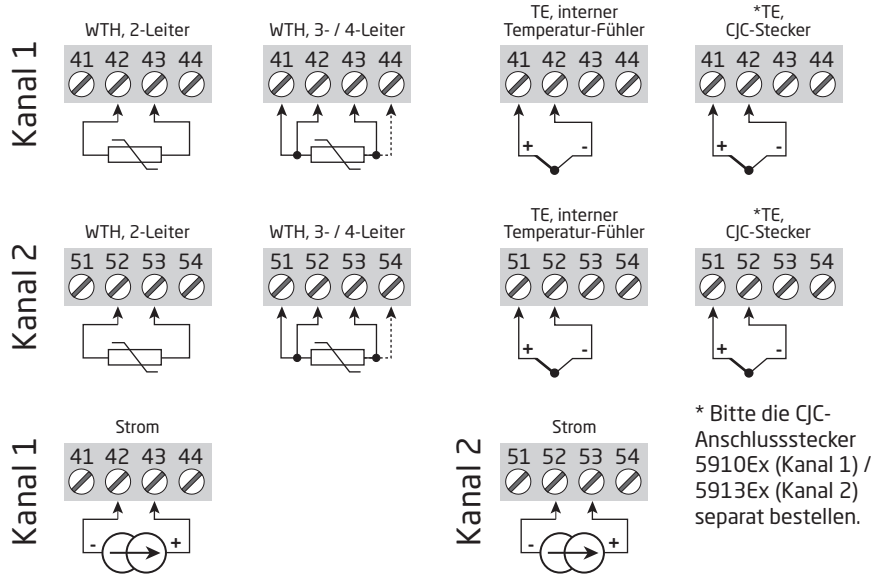 Kanal 1
WTH, 2-Leiter
41 42 43 44
WTH, 3- / 4-Leiter
41 42 43 44
TE, interner
Temperatur-Fühler
41 42 43 44
+ -
*TE,
CJC-Stecker
41 42 43 44
+ -
Kanal 2
WTH, 2-Leiter
51 52 53 54
WTH, 3- / 4-Leiter
51 52 53 54
TE, interner
Temperatur-Fühler
51 52 53 54
+ -
*TE,
CJC-Stecker
51 52 53 54
+ -
Kanal 1
Strom
41 42 43 44
- +
Kanal 2
Strom
51 52 53 54
- +
* Bitte die CJC-
Anschlussstecker
5910Ex (Kanal 1) /
5913Ex (Kanal 2)
separat bestellen.